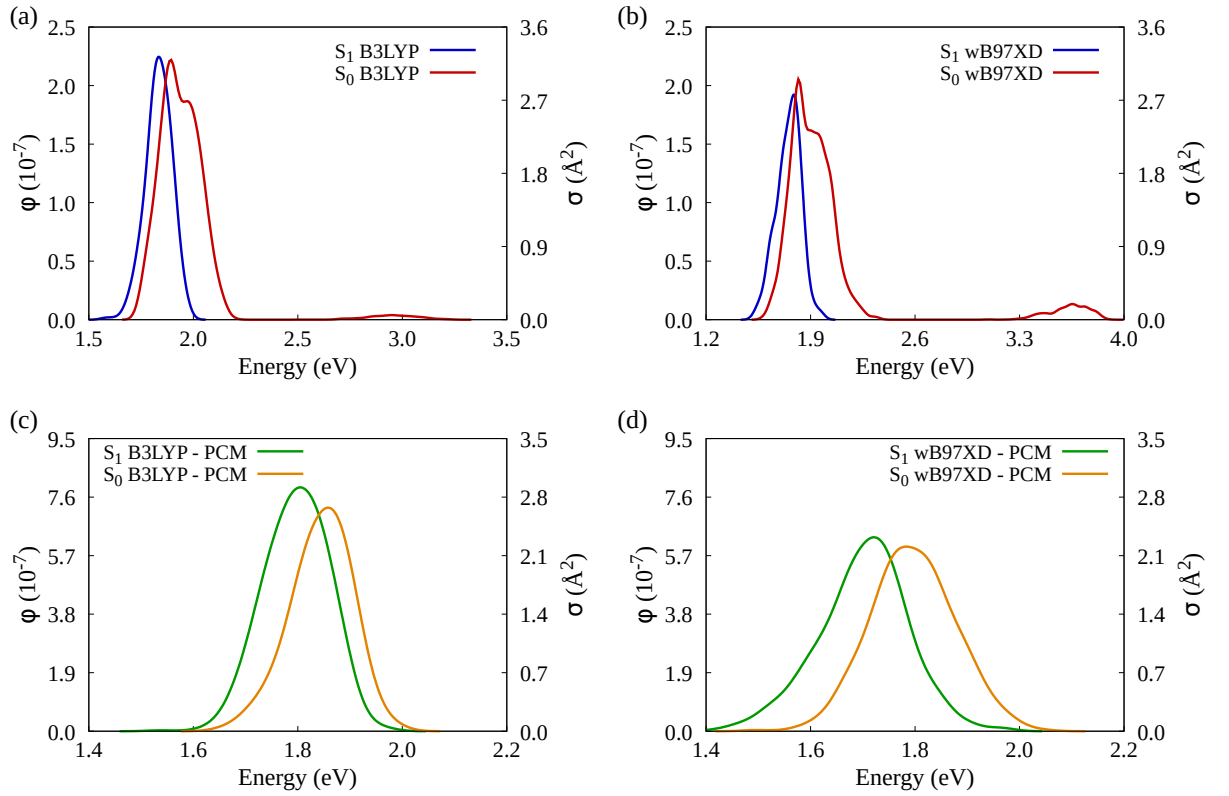 (a)
2.5
2.0
1.5
1.0
0.5
0.0
φ (10⁻⁷)
3.6
2.7
1.8
0.9
0.0
σ (Å²)
S₁ B3LYP
S₀ B3LYP
1.5 2.0 2.5 3.0 3.5
Energy (eV)
(b)
2.5
2.0
1.5
1.0
0.5
0.0
φ (10⁻⁷)
3.6
2.7
1.8
0.9
0.0
σ (Å²)
S₁ wB97XD
S₀ wB97XD
1.2 1.9 2.6 3.3 4.0
Energy (eV)
(c)
9.5
7.6
5.7
3.8
1.9
0.0
φ (10⁻⁷)
3.5
2.8
2.1
1.4
0.7
0.0
σ (Å²)
S₁ B3LYP - PCM
S₀ B3LYP - PCM
1.4 1.6 1.8 2.0 2.2
Energy (eV)
(d)
9.5
7.6
5.7
3.8
1.9
0.0
φ (10⁻⁷)
3.5
2.8
2.1
1.4
0.7
0.0
σ (Å²)
S₁ wB97XD - PCM
S₀ wB97XD - PCM
1.4 1.6 1.8 2.0 2.2
Energy (eV)